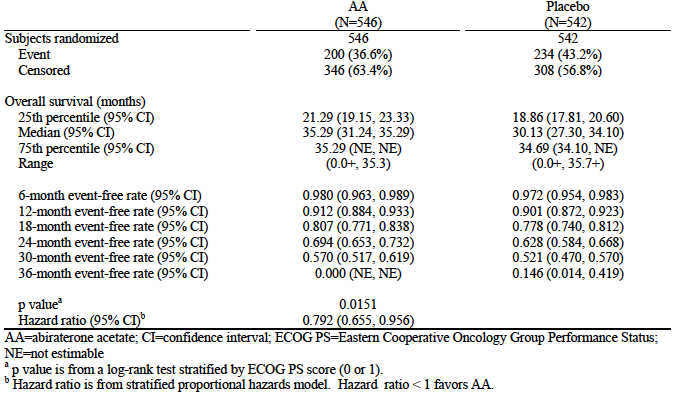 AA Placebo
(N=546) (N=542)
Subjects randomized 546 542
Event 200 (36.6%) 234 (43.2%)
Censored 346 (63.4%) 308 (56.8%)
Overall survival (months)
25th percentile (95% CI) 21.29 (19.15, 23.33) 18.86 (17.81, 20.60)
Median (95% CI) 35.29 (31.24, 35.29) 30.13 (27.30, 34.10)
75th percentile (95% CI) 35.29 (NE, NE) 34.69 (34.10, NE)
Range (0.0+, 35.3) (0.0+, 35.7+)
6-month event-free rate (95% CI) 0.980 (0.963, 0.989) 0.972 (0.954, 0.983)
12-month event-free rate (95% CI) 0.912 (0.884, 0.933) 0.901 (0.872, 0.923)
18-month event-free rate (95% CI) 0.807 (0.771, 0.838) 0.778 (0.740, 0.812)
24-month event-free rate (95% CI) 0.694 (0.653, 0.732) 0.628 (0.584, 0.668)
30-month event-free rate (95% CI) 0.570 (0.517, 0.619) 0.521 (0.470, 0.570)
36-month event-free rate (95% CI) 0.000 (NE, NE) 0.146 (0.014, 0.419)
p value^a 0.0151
Hazard ratio (95% CI)^b 0.792 (0.655, 0.956)
AA=abiraterone acetate; CI=confidence interval; ECOG PS=Eastern Cooperative Oncology Group Performance Status;
NE=not estimable
^a p value is from a log-rank test stratified by ECOG PS score (0 or 1).
^b Hazard ratio is from stratified proportional hazards model. Hazard ratio < 1 favors AA.